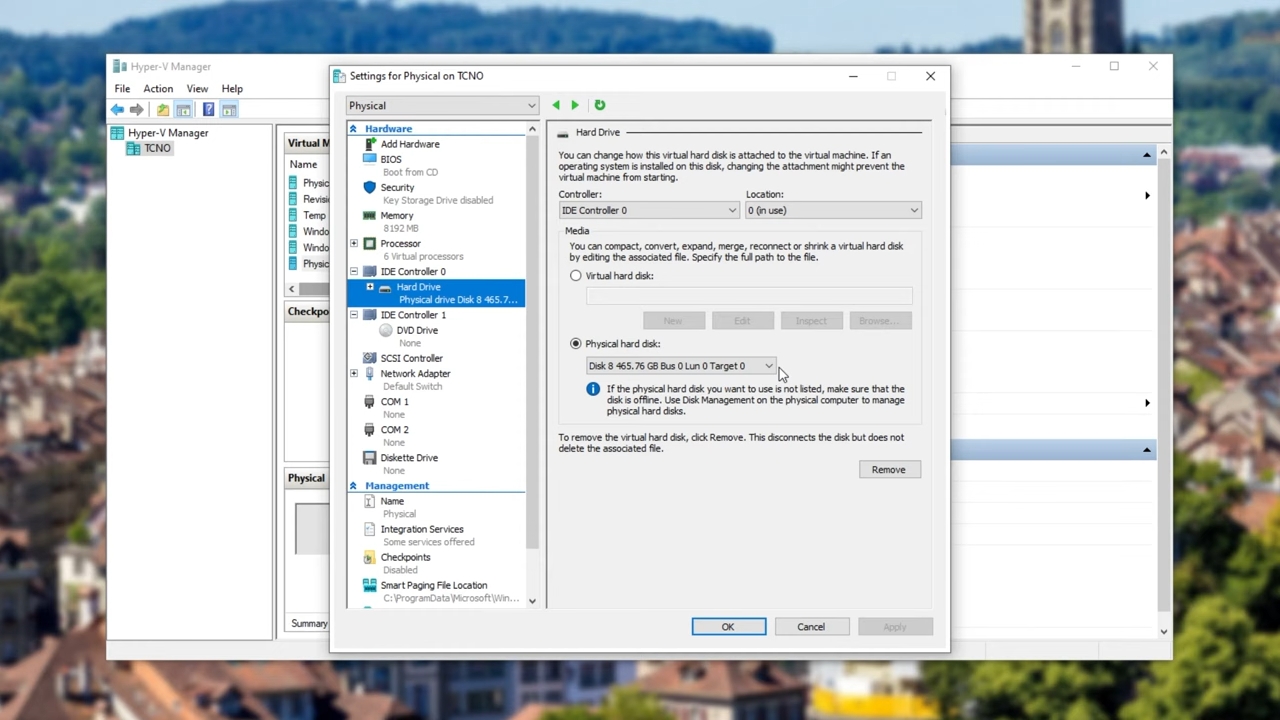 Hyper-V Manager
File Action View Help
Hyper-V Manager
TCNO
Virtual M
Name
Physic
Revisi
Temp
Windo
Windo
Physic
Checkpo
Physical
Summary
Settings for Physical on TCNO
Physical
Hardware
Add Hardware
BIOS
Boot from CD
Security
Key Storage Drive disabled
Memory
8192 MB
Processor
6 Virtual processors
IDE Controller 0
Hard Drive
Physical drive Disk 8 465.7...
IDE Controller 1
DVD Drive
None
SCSI Controller
Network Adapter
Default Switch
COM 1
None
COM 2
None
Diskette Drive
None
Management
Name
Physical
Integration Services
Some services offered
Checkpoints
Disabled
Smart Paging File Location
C:\ProgramData\Microsoft\Win...
Hard Drive
You can change how this virtual hard disk is attached to the virtual machine. If an
operating system is installed on this disk, changing the attachment might prevent the
virtual machine from starting.
Controller: Location:
IDE Controller 0 0 (in use)
Media
You can compact, convert, expand, merge, reconnect or shrink a virtual hard disk
by editing the associated file. Specify the full path to the file.
Virtual hard disk:
New Edit Inspect Browse...
Physical hard disk:
Disk 8 465.76 GB Bus 0 Lun 0 Target 0
If the physical hard disk you want to use is not listed, make sure that the
disk is offline. Use Disk Management on the physical computer to manage
physical hard disks.
To remove the virtual hard disk, click Remove. This disconnects the disk but does not
delete the associated file.
Remove
OK Cancel Apply